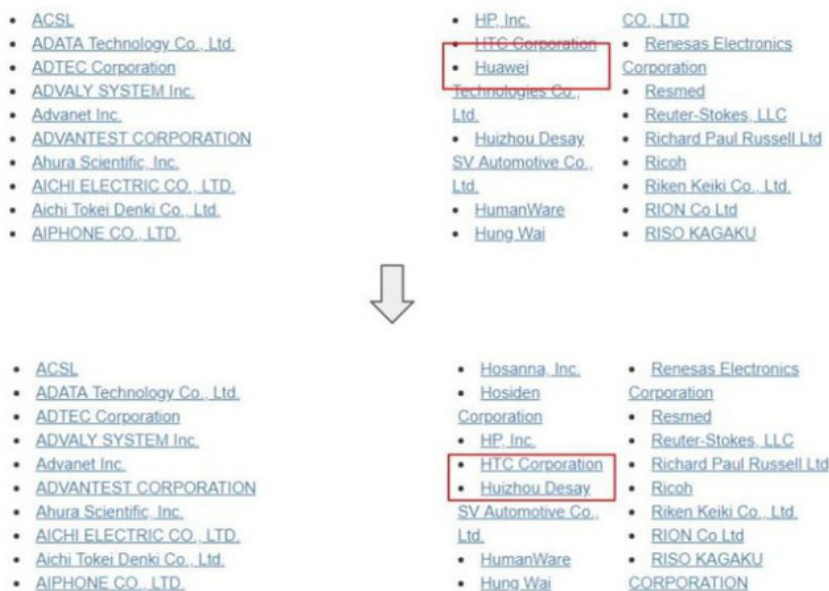 ACSL
ADATA Technology Co., Ltd.
ADTEC Corporation
ADVALY SYSTEM Inc.
Advanet Inc.
ADVANTEST CORPORATION
Ahura Scientific, Inc.
AICHI ELECTRIC CO., LTD.
Aichi Tokei Denki Co., Ltd.
AIPHONE CO., LTD.
HP, Inc.
HTC Corporation
Huawei
Technologies Co.,
Ltd.
Huizhou Desay
SV Automotive Co.,
Ltd.
HumanWare
Hung Wai
CO., LTD
Renesas Electronics
Corporation
Resmed
Reuter-Stokes, LLC
Richard Paul Russell Ltd
Ricoh
Riken Keiki Co., Ltd.
RION Co Ltd
RISO KAGAKU
ACSL
ADATA Technology Co., Ltd.
ADTEC Corporation
ADVALY SYSTEM Inc.
Advanet Inc.
ADVANTEST CORPORATION
Ahura Scientific, Inc.
AICHI ELECTRIC CO., LTD.
Aichi Tokei Denki Co., Ltd.
AIPHONE CO., LTD.
Hosanna, Inc.
Hosiden
Corporation
HP, Inc.
HTC Corporation
Huizhou Desay
SV Automotive Co.,
Ltd.
HumanWare
Hung Wai
Renesas Electronics
Corporation
Resmed
Reuter-Stokes, LLC
Richard Paul Russell Ltd
Ricoh
Riken Keiki Co., Ltd.
RION Co Ltd
RISO KAGAKU
CORPORATION